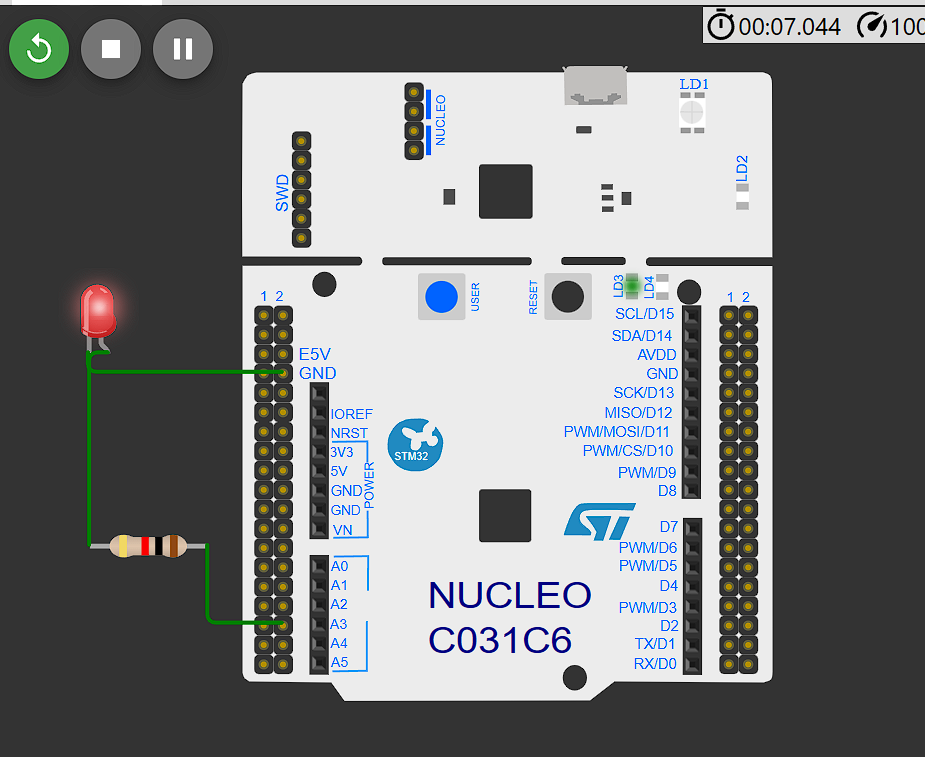 00:07.044
100
LD1
NUCLEO
LD2
SWD
LD3
LD4
USER
RESET
1 2
1 2
SCL/D15
SDA/D14
E5V
AVDD
GND
GND
SCK/D13
IOREF
MISO/D12
NRST
PWM/MOSI/D11
3V3
PWM/CS/D10
STM32
5V
PWM/D9
POWER
GND
D8
GND
VN
D7
PWM/D6
A0
PWM/D5
A1
D4
NUCLEO
A2
PWM/D3
A3
D2
C031C6
A4
TX/D1
A5
RX/D0